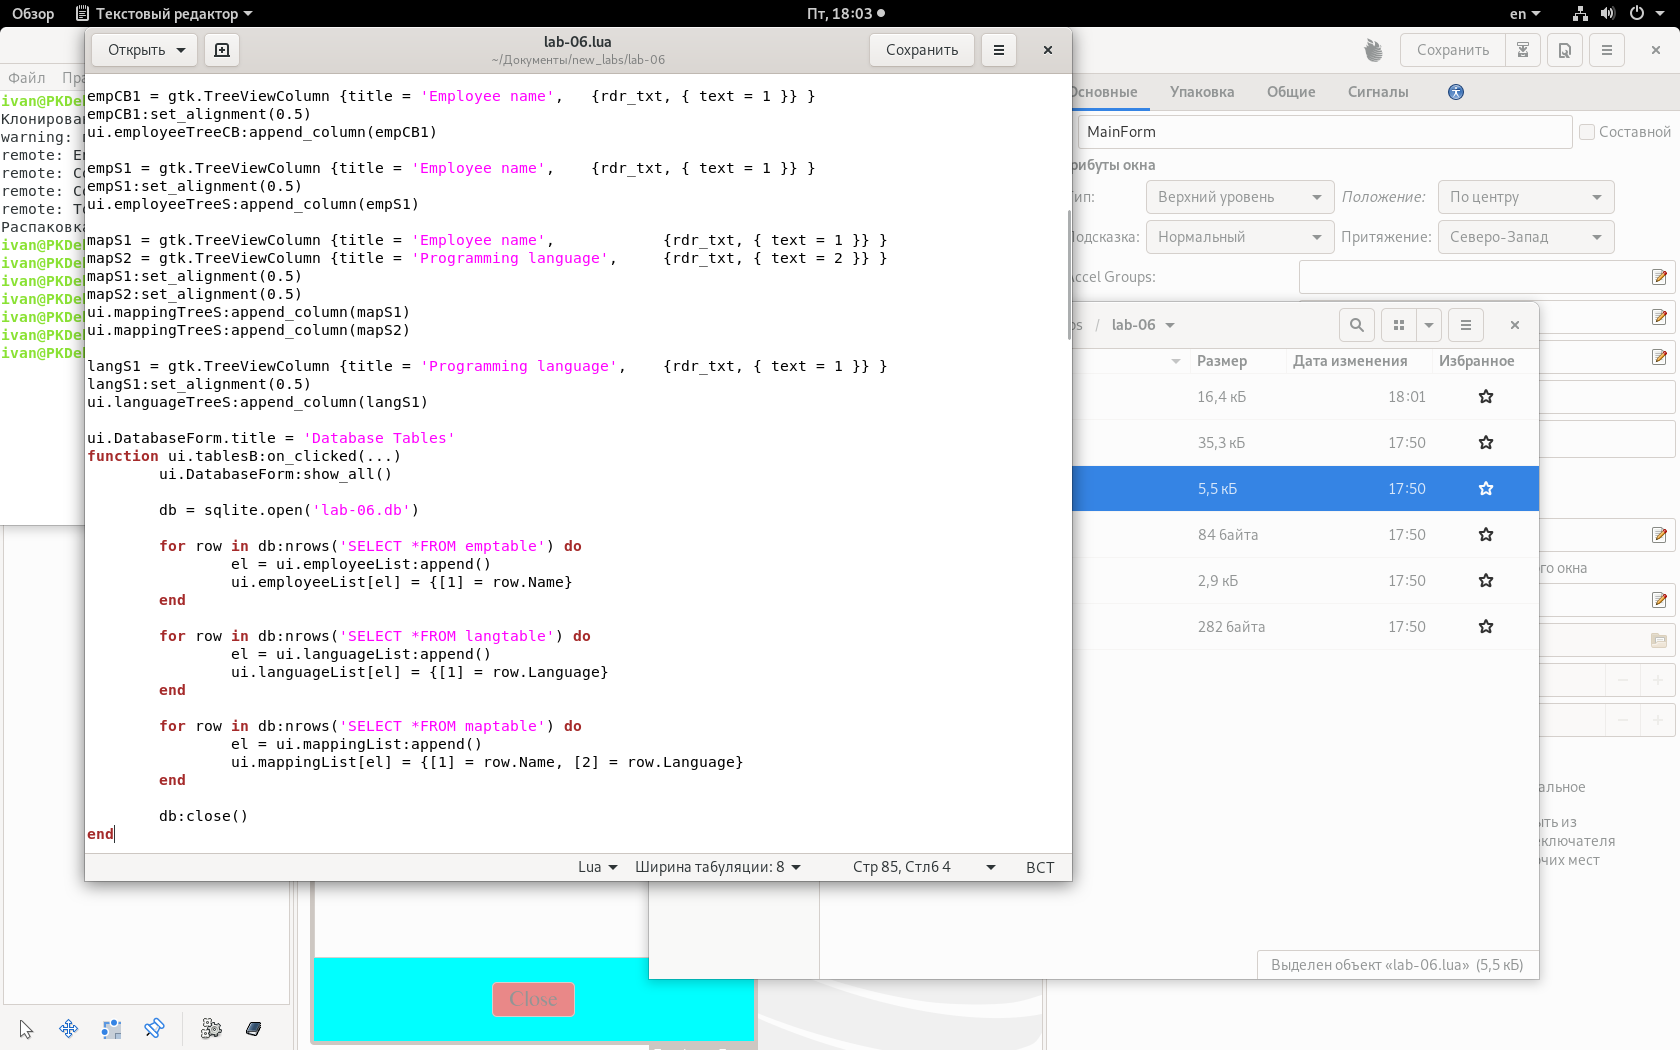 Обзор
Текстовый редактор
Пт, 18:03
en
Открыть
lab-06.lua
~/Документы/new_labs/lab-06
Сохранить
Сохранить
Файл
ivan@PKDe
warning:
remote:
remote:
remote:
remote:
ivan@PKDe
ivan@PKDe
ivan@PKDe
ivan@PKDe
ivan@PKDe
ivan@PKDe
ivan@PKDe
empCB1 = gtk.TreeViewColumn {title = 'Employee name',   {rdr_txt, { text = 1 }} }
empCB1:set_alignment(0.5)
ui.employeeTreeCB:append_column(empCB1)
empS1 = gtk.TreeViewColumn {title = 'Employee name',    {rdr_txt, { text = 1 }} }
empS1:set_alignment(0.5)
ui.employeeTreeS:append_column(empS1)
mapS1 = gtk.TreeViewColumn {title = 'Employee name',            {rdr_txt, { text = 1 }} }
mapS2 = gtk.TreeViewColumn {title = 'Programming language',     {rdr_txt, { text = 2 }} }
mapS1:set_alignment(0.5)
mapS2:set_alignment(0.5)
ui.mappingTreeS:append_column(mapS1)
ui.mappingTreeS:append_column(mapS2)
langS1 = gtk.TreeViewColumn {title = 'Programming language',    {rdr_txt, { text = 1 }} }
langS1:set_alignment(0.5)
ui.languageTreeS:append_column(langS1)
ui.DatabaseForm.title = 'Database Tables'
function ui.tablesB:on_clicked(...)
        ui.DatabaseForm:show_all()
        db = sqlite.open('lab-06.db')
        for row in db:nrows('SELECT *FROM emptable') do
                el = ui.employeeList:append()
                ui.employeeList[el] = {[1] = row.Name}
        end
        for row in db:nrows('SELECT *FROM langtable') do
                el = ui.languageList:append()
                ui.languageList[el] = {[1] = row.Language}
        end
        for row in db:nrows('SELECT *FROM maptable') do
                el = ui.mappingList:append()
                ui.mappingList[el] = {[1] = row.Name, [2] = row.Language}
        end
        db:close()
end
Lua
Ширина табуляции: 8
Стр 85, Стлб 4
ВСТ
Основные
Упаковка
Общие
Сигналы
MainForm
Составной
рибуты окна
ип:
Верхний уровень
Положение:
По центру
Подсказка:
Нормальный
Притяжение:
Северо-Запад
Accel Groups:
bs / lab-06
Размер
Дата изменения
Избранное
16,4 кБ 18:01
35,3 кБ 17:50
5,5 кБ 17:50
84 байта 17:50
2,9 кБ 17:50
282 байта 17:50
ого окна
альное
ыть из
еключателя
очих мест
Выделен объект «lab-06.lua» (5,5 кБ)
Close